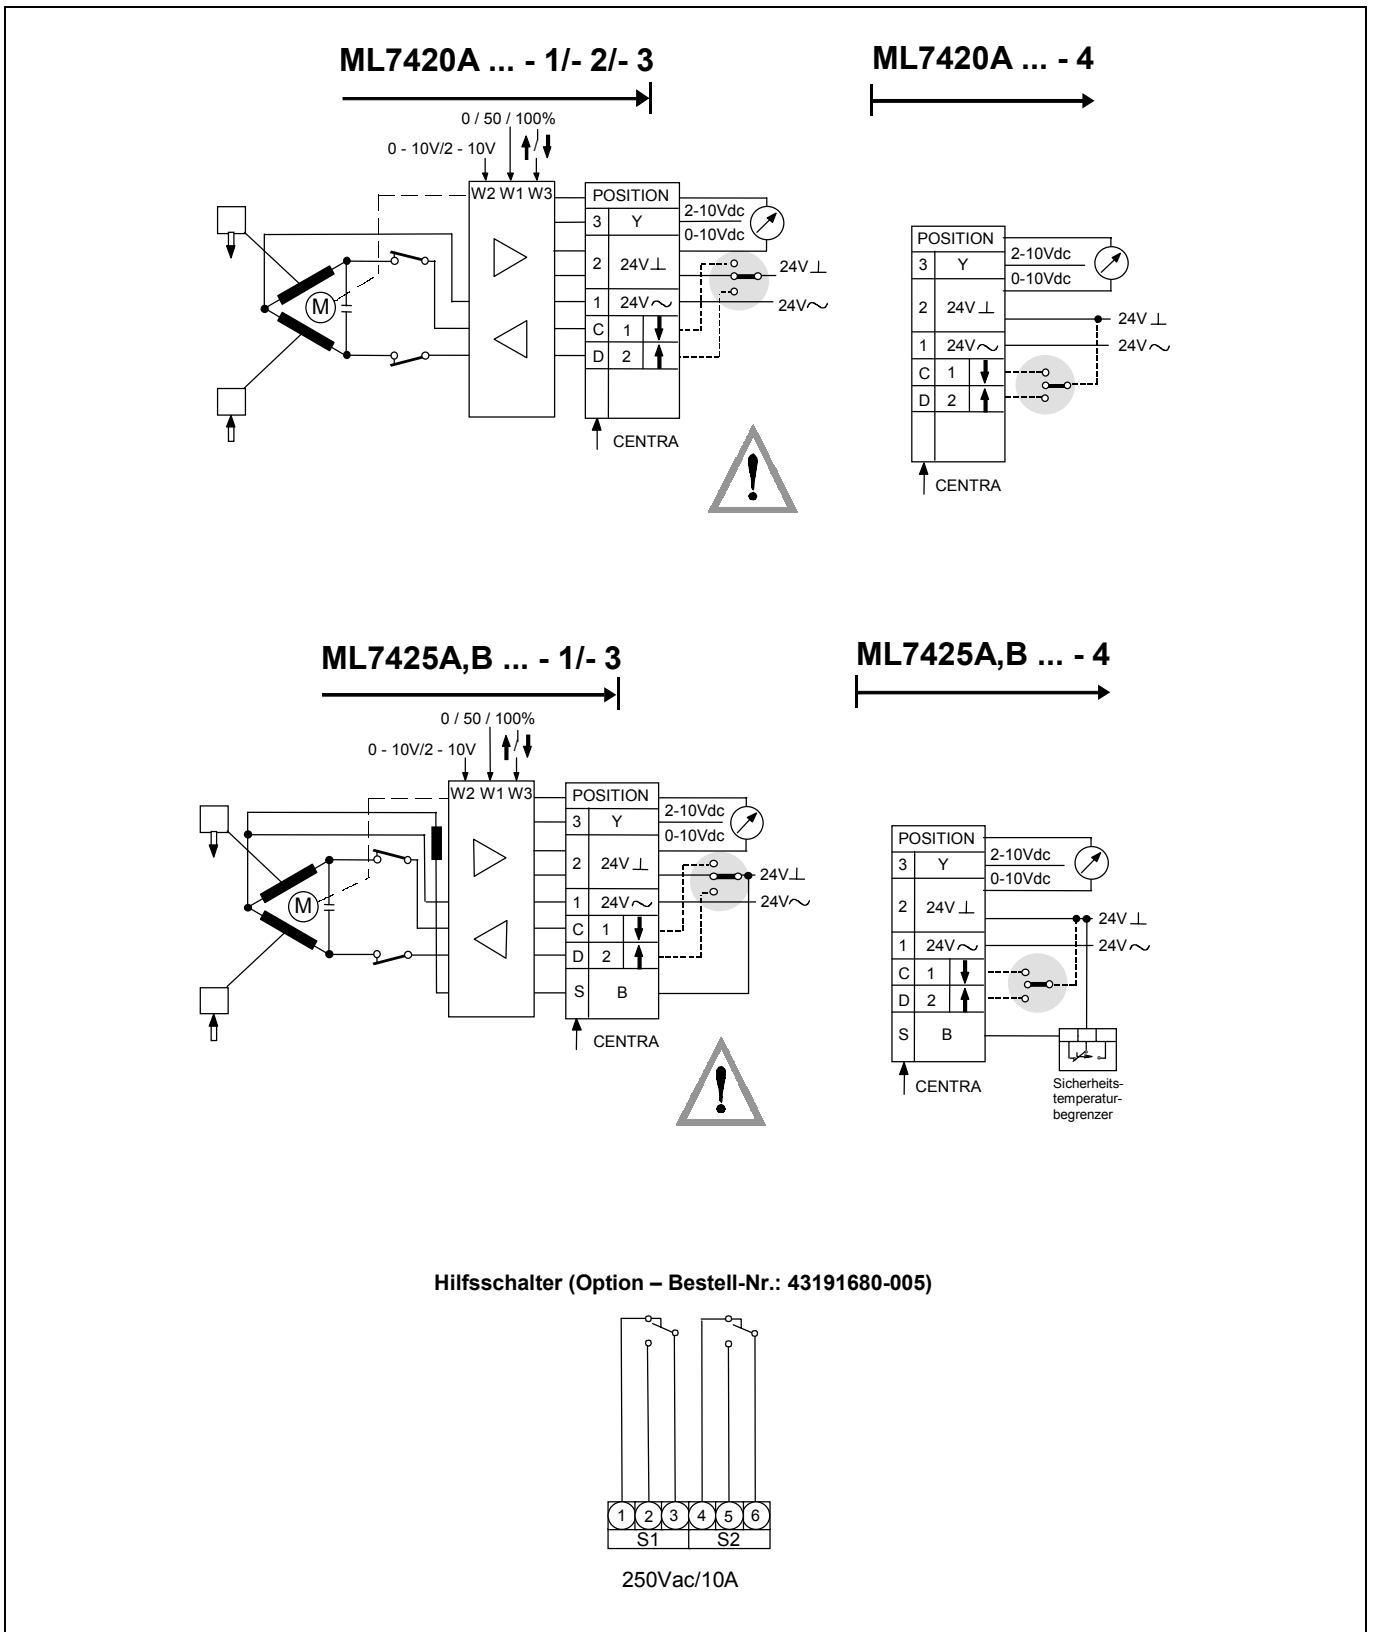 ML7420A ... - 1/- 2/- 3
0 / 50 / 100%
0 - 10V/2 - 10V
W2 W1 W3
POSITION
3 Y
2-10Vdc
0-10Vdc
2 24V⊥
24V⊥
1 24V~
24V~
C 1
D 2
M
CENTRA
!
ML7420A ... - 4
POSITION
3 Y
2-10Vdc
0-10Vdc
2 24V⊥
24V⊥
1 24V~
24V~
C 1
D 2
CENTRA
ML7425A,B ... - 1/- 3
0 / 50 / 100%
0 - 10V/2 - 10V
W2 W1 W3
POSITION
3 Y
2-10Vdc
0-10Vdc
2 24V⊥
24V⊥
1 24V~
24V~
C 1
D 2
S B
M
CENTRA
!
ML7425A,B ... - 4
POSITION
3 Y
2-10Vdc
0-10Vdc
2 24V⊥
24V⊥
1 24V~
24V~
C 1
D 2
S B
CENTRA
Sicherheits-
temperatur-
begrenzer
Hilfsschalter (Option – Bestell-Nr.: 43191680-005)
1 2 3 4 5 6
S1 S2
250Vac/10A